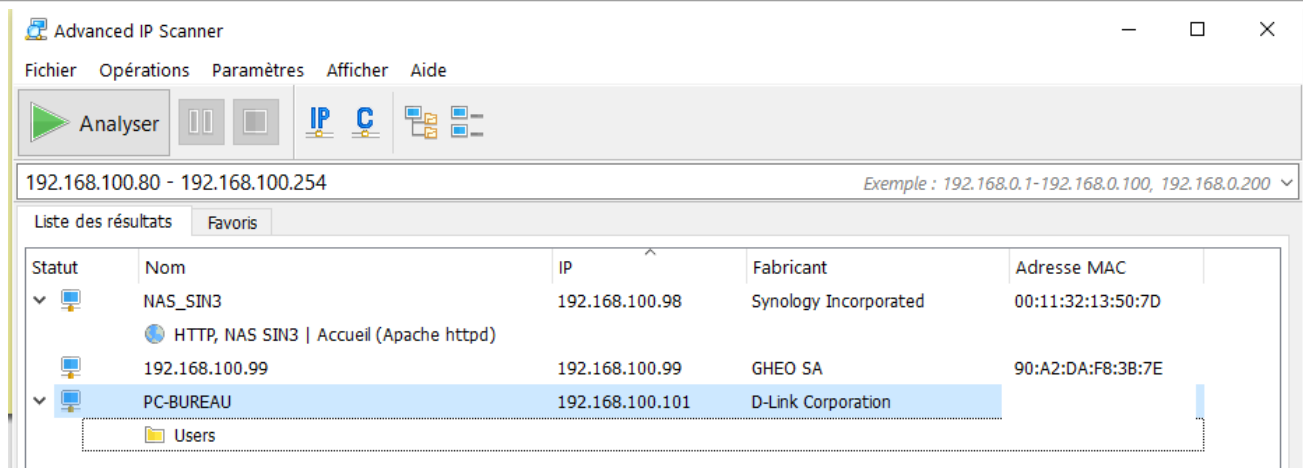 Advanced IP Scanner
Fichier Opérations Paramètres Afficher Aide
Analyser IP C
192.168.100.80 - 192.168.100.254 Exemple : 192.168.0.1-192.168.0.100, 192.168.0.200
Liste des résultats Favoris
Statut Nom IP Fabricant Adresse MAC
NAS_SIN3 192.168.100.98 Synology Incorporated 00:11:32:13:50:7D
HTTP, NAS SIN3 | Accueil (Apache httpd)
192.168.100.99 192.168.100.99 GHEO SA 90:A2:DA:F8:3B:7E
PC-BUREAU 192.168.100.101 D-Link Corporation
Users